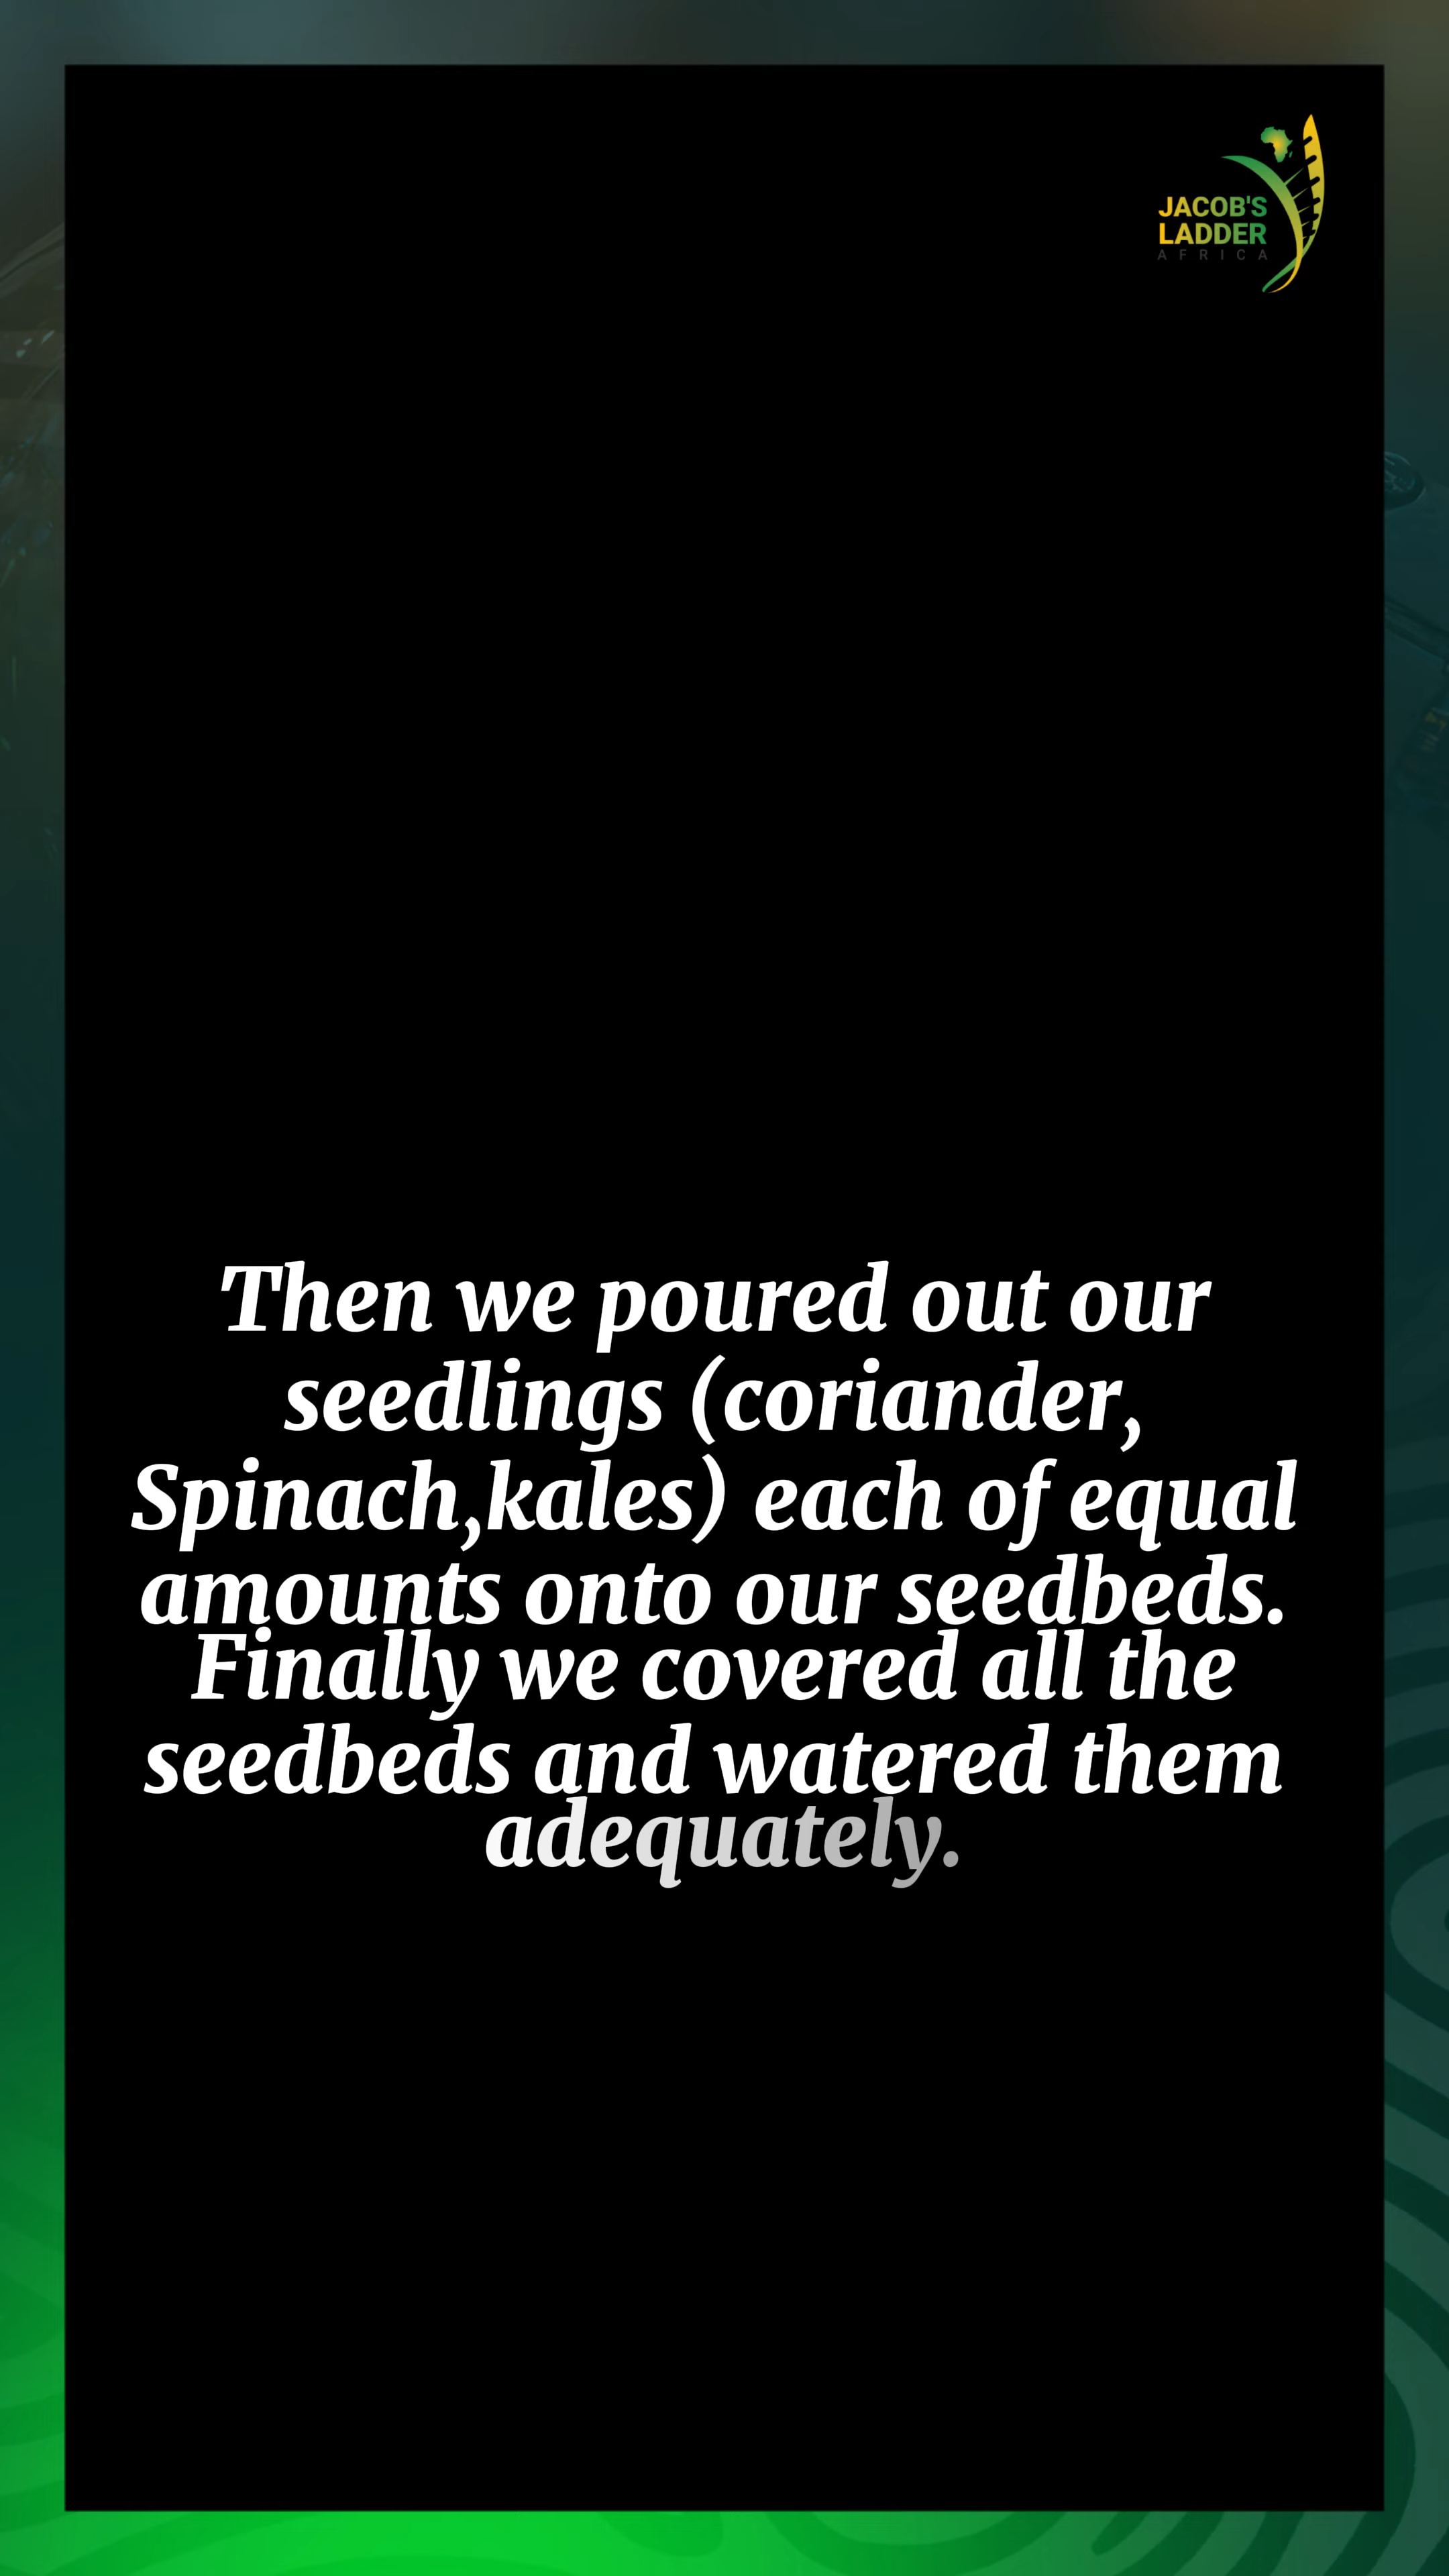 JACOB'S
LADDER
AFRICA
Then we poured out our
seedlings (coriander,
Spinach,kales) each of equal
amounts onto our seedbeds.
Finally we covered all the
seedbeds and watered them
adequately.